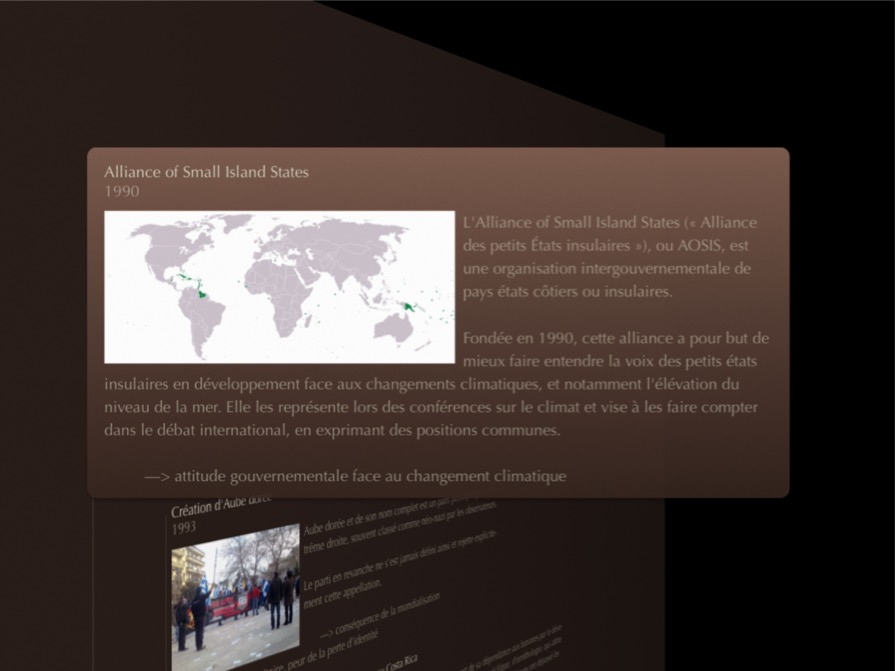 Alliance of Small Island States
1990
L'Alliance of Small Island States (« Alliance
des petits États insulaires »), ou AOSIS, est
une organisation intergouvernementale de
pays états côtiers ou insulaires.
Fondée en 1990, cette alliance a pour but de
mieux faire entendre la voix des petits états
insulaires en développement face aux changements climatiques, et notamment l'élévation du
niveau de la mer. Elle les représente lors des conférences sur le climat et vise à les faire compter
dans le débat international, en exprimant des positions communes.
—> attitude gouvernementale face au changement climatique
Création d'Aube dorée
1993
Aube dorée et de son nom complet est un parti
trême droite, souvent classé comme néo-nazi par les observateurs.
Le parti en revanche ne s'est jamais défini ainsi et rejette explicite-
ment cette appellation.
—> conséquence de la mondialisation
peur de la perte d'identité
Costa Rica